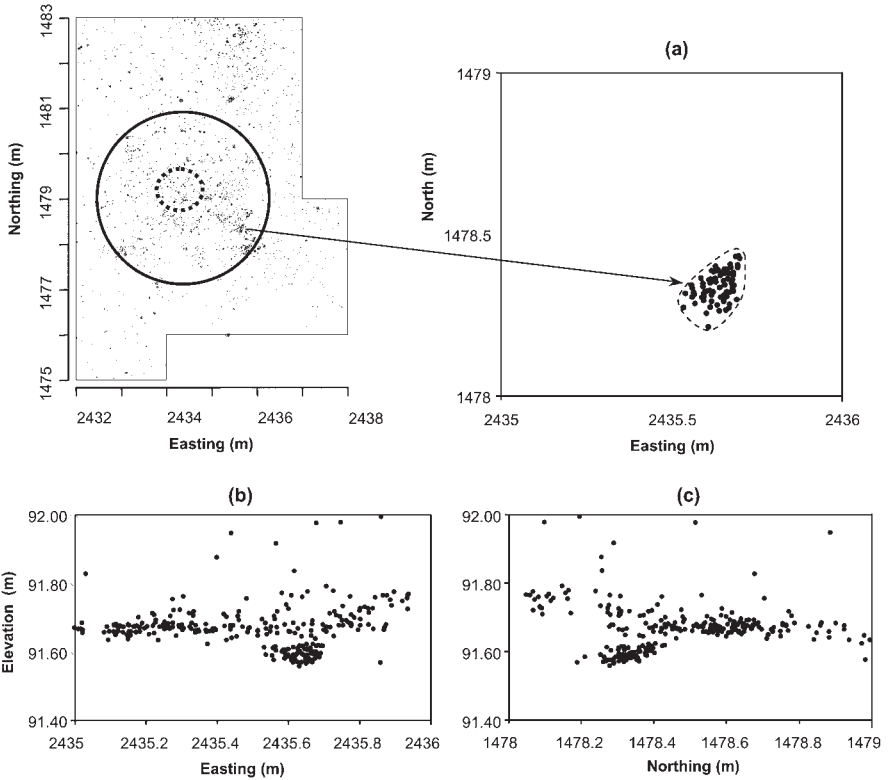 1483
1481
1479
1477
1475
Northing (m)
2432 2434 2436 2438
Easting (m)
(a)
1479
1478.5
1478
North (m)
2435 2435.5 2436
Easting (m)
(b)
92.00
91.80
91.60
91.40
Elevation (m)
2435 2435.2 2435.4 2435.6 2435.8 2436
Easting (m)
(c)
92.00
91.80
91.60
91.40
1478 1478.2 1478.4 1478.6 1478.8 1479
Northing (m)